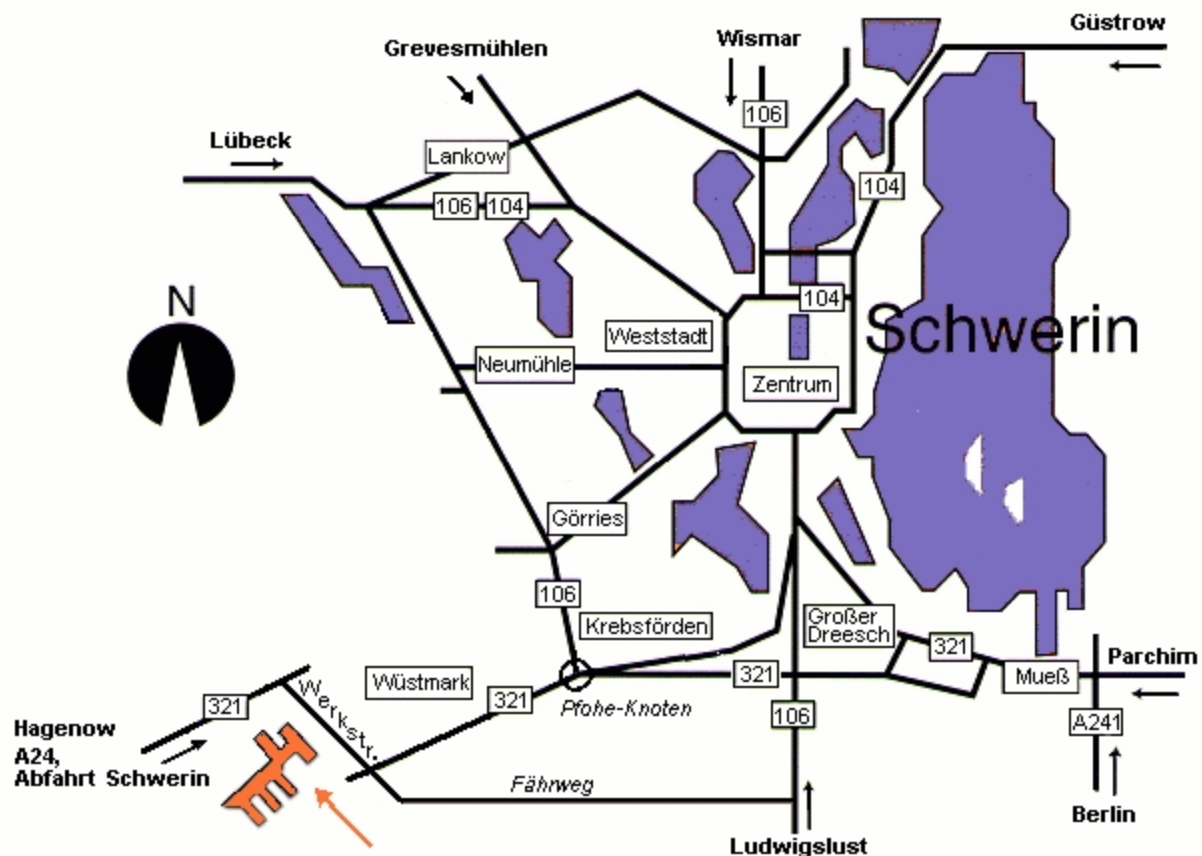 Güstrow
Wismar
Grevesmühlen
106
Lübeck
Lankow
104
106 104
N
104
Schwerin
Weststadt
Neumühle
Zentrum
Görries
106
Krebsförden
Großer
Dreesch
321
Parchim
Mueß
321
Wüstmark
321
Pfohe-Knoten
106
A241
321
Werkstr.
Hagenow
A24,
Abfahrt Schwerin
Fährweg
Berlin
Ludwigslust